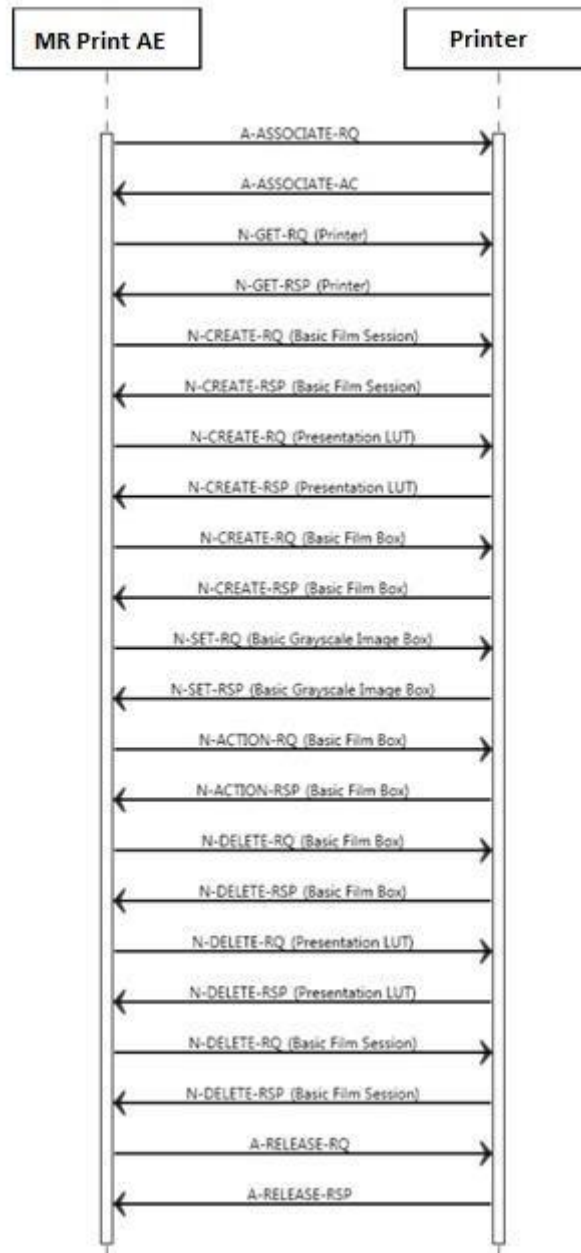 MR Print AE
Printer
A-ASSOCIATE-RQ
A-ASSOCIATE-AC
N-GET-RQ (Printer)
N-GET-RSP (Printer)
N-CREATE-RQ (Basic Film Session)
N-CREATE-RSP (Basic Film Session)
N-CREATE-RQ (Presentation LUT)
N-CREATE-RSP (Presentation LUT)
N-CREATE-RQ (Basic Film Box)
N-CREATE-RSP (Basic Film Box)
N-SET-RQ (Basic Grayscale Image Box)
N-SET-RSP (Basic Grayscale Image Box)
N-ACTION-RQ (Basic Film Box)
N-ACTION-RSP (Basic Film Box)
N-DELETE-RQ (Basic Film Box)
N-DELETE-RSP (Basic Film Box)
N-DELETE-RQ (Presentation LUT)
N-DELETE-RSP (Presentation LUT)
N-DELETE-RQ (Basic Film Session)
N-DELETE-RSP (Basic Film Session)
A-RELEASE-RQ
A-RELEASE-RSP